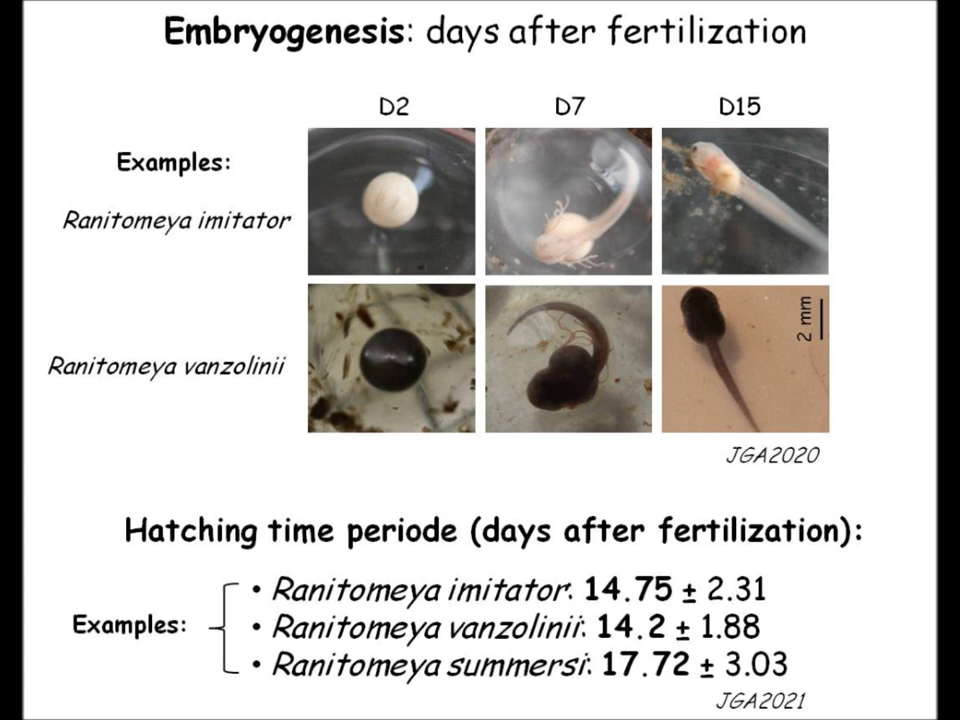 Embryogenesis: days after fertilization
D2 D7 D15
Examples:
Ranitomeya imitator
2 mm
Ranitomeya vanzolinii
JGA2020
Hatching time periode (days after fertilization):
Examples:
• Ranitomeya imitator: 14.75 ± 2.31
• Ranitomeya vanzolinii: 14.2 ± 1.88
• Ranitomeya summersi: 17.72 ± 3.03
JGA2021